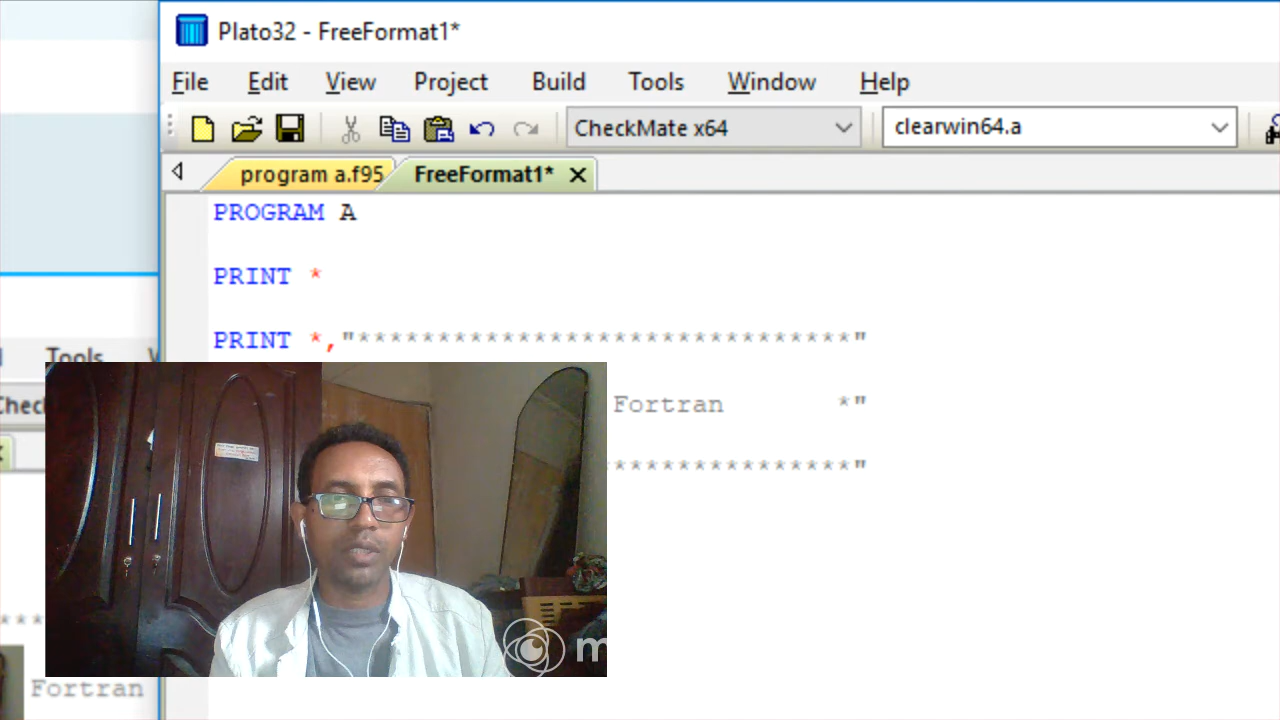 Plato32 - FreeFormat1*
File Edit View Project Build Tools Window Help
CheckMate x64 clearwin64.a
program a.f95 FreeFormat1*
PROGRAM A
PRINT *
PRINT *,"*******************************"
Fortran *"
****************"
Tools
Fortran